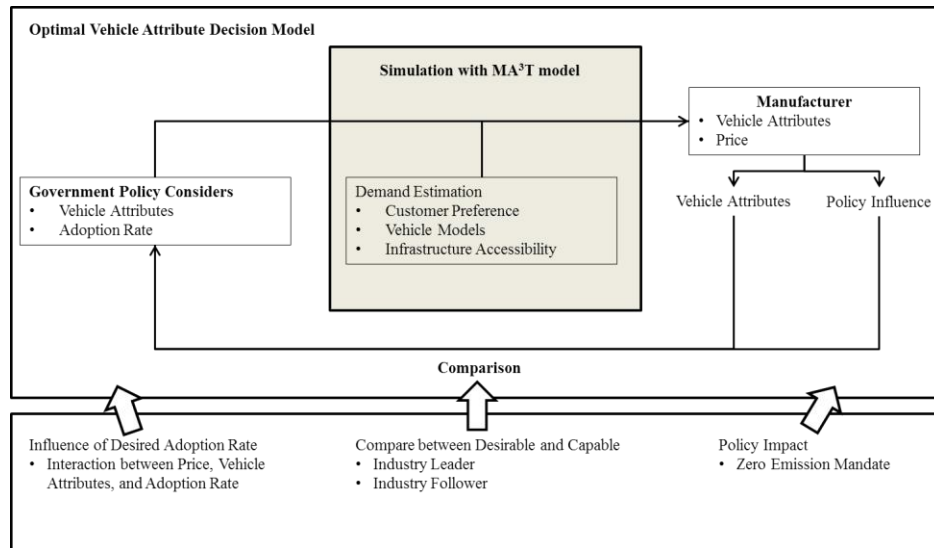 Optimal Vehicle Attribute Decision Model
Simulation with MA³T model
Manufacturer
• Vehicle Attributes
• Price
Government Policy Considers
• Vehicle Attributes
• Adoption Rate
Demand Estimation
• Customer Preference
• Vehicle Models
• Infrastructure Accessibility
Vehicle Attributes
Policy Influence
Comparison
Influence of Desired Adoption Rate
• Interaction between Price, Vehicle
Attributes, and Adoption Rate
Compare between Desirable and Capable
• Industry Leader
• Industry Follower
Policy Impact
• Zero Emission Mandate